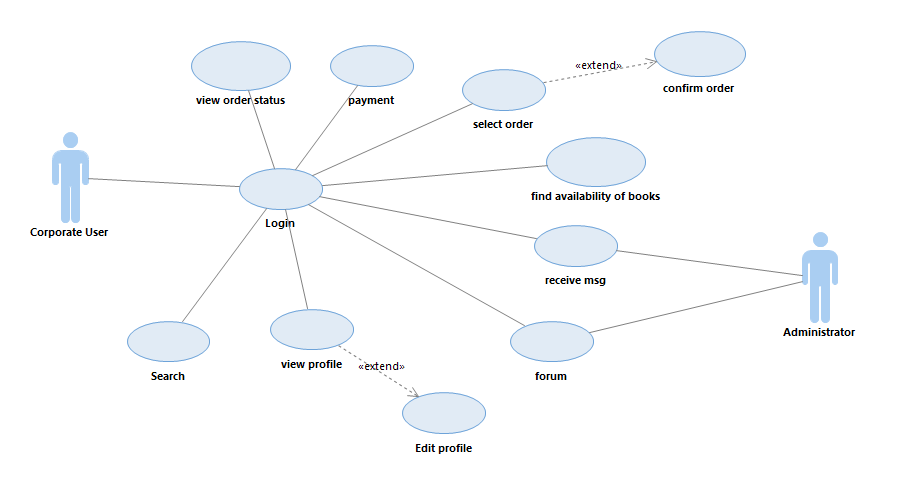 «extend»
confirm order
view order status
payment
select order
find availability of books
Corporate User
Login
receive msg
Administrator
view profile
«extend»
Search
forum
Edit profile